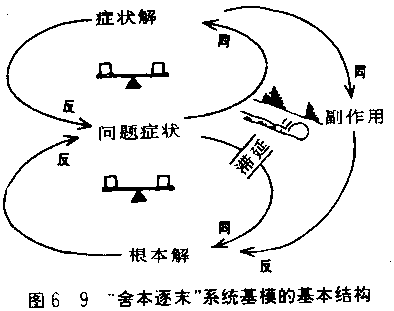 症状解
同
同
反
问题症状
副作用
反
滞延
同
根本解
反
图6 9 “舍本逐末”系统基模的基本结构